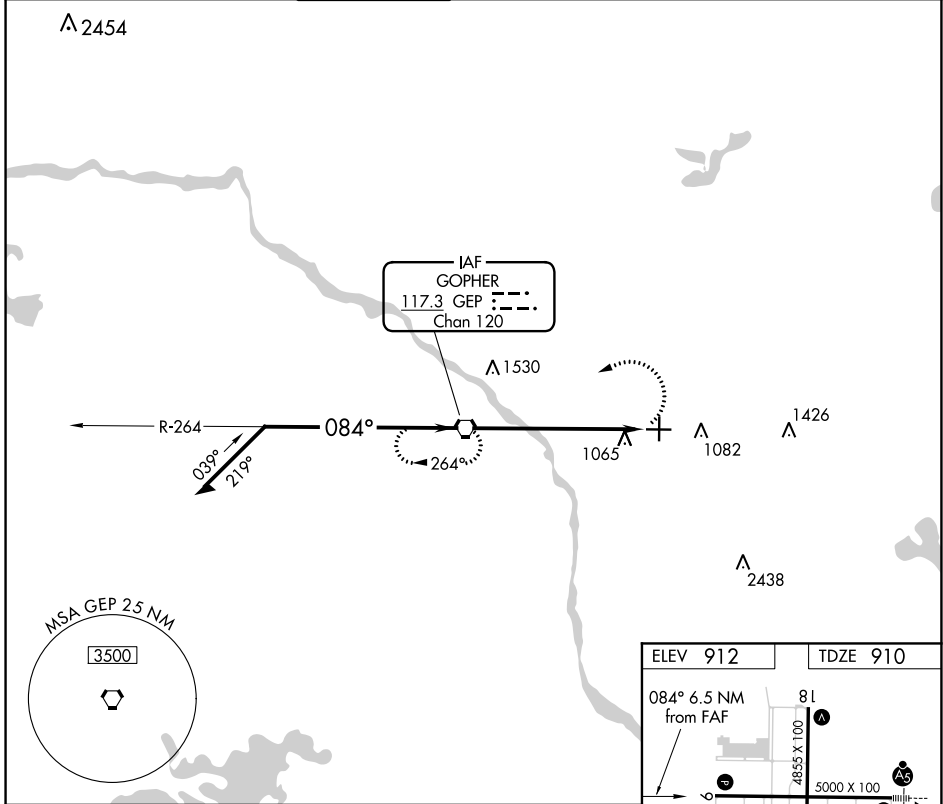 2454
IAF
GOPHER
117.3 GEP
Chan 120
1530
R-264
084°
264°
039°
219°
1065
1082
1426
2438
MSA GEP 25 NM
3500
ELEV 912
TDZE 910
084° 6.5 NM
from FAF
18
4855 X 100
5000 X 100
A5
P
9